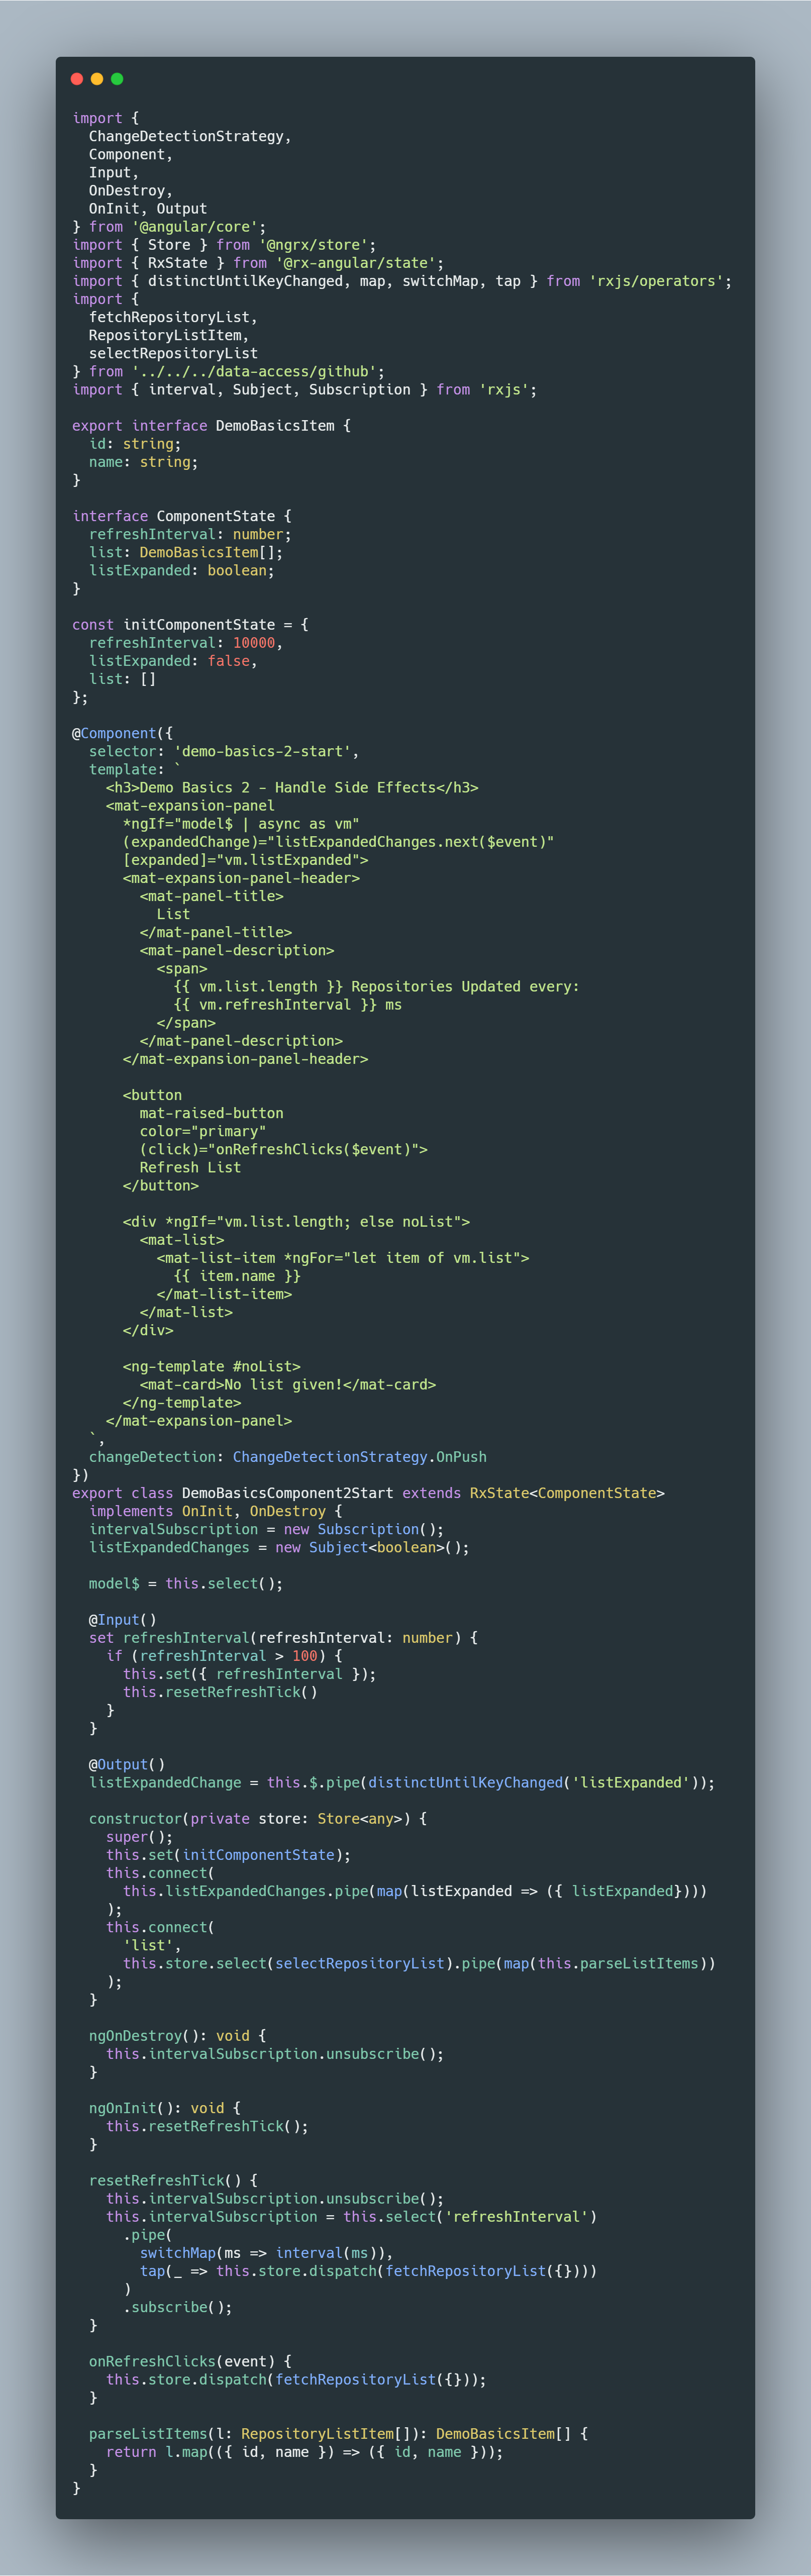 import {
  ChangeDetectionStrategy,
  Component,
  Input,
  OnDestroy,
  OnInit, Output
} from '@angular/core';
import { Store } from '@ngrx/store';
import { RxState } from '@rx-angular/state';
import { distinctUntilKeyChanged, map, switchMap, tap } from 'rxjs/operators';
import {
  fetchRepositoryList,
  RepositoryListItem,
  selectRepositoryList
} from '../../../data-access/github';
import { interval, Subject, Subscription } from 'rxjs';

export interface DemoBasicsItem {
  id: string;
  name: string;
}

interface ComponentState {
  refreshInterval: number;
  list: DemoBasicsItem[];
  listExpanded: boolean;
}

const initComponentState = {
  refreshInterval: 10000,
  listExpanded: false,
  list: []
};

@Component({
  selector: 'demo-basics-2-start',
  template: `
    <h3>Demo Basics 2 - Handle Side Effects</h3>
    <mat-expansion-panel
      *ngIf="model$ | async as vm"
      (expandedChange)="listExpandedChanges.next($event)"
      [expanded]="vm.listExpanded">
      <mat-expansion-panel-header>
        <mat-panel-title>
          List
        </mat-panel-title>
        <mat-panel-description>
          <span>
            {{ vm.list.length }} Repositories Updated every:
            {{ vm.refreshInterval }} ms
          </span>
        </mat-panel-description>
      </mat-expansion-panel-header>

      <button
        mat-raised-button
        color="primary"
        (click)="onRefreshClicks($event)">
        Refresh List
      </button>

      <div *ngIf="vm.list.length; else noList">
        <mat-list>
          <mat-list-item *ngFor="let item of vm.list">
            {{ item.name }}
          </mat-list-item>
        </mat-list>
      </div>

      <ng-template #noList>
        <mat-card>No list given!</mat-card>
      </ng-template>
    </mat-expansion-panel>
  `,
  changeDetection: ChangeDetectionStrategy.OnPush
})
export class DemoBasicsComponent2Start extends RxState<ComponentState>
  implements OnInit, OnDestroy {
  intervalSubscription = new Subscription();
  listExpandedChanges = new Subject<boolean>();

  model$ = this.select();

  @Input()
  set refreshInterval(refreshInterval: number) {
    if (refreshInterval > 100) {
      this.set({ refreshInterval });
      this.resetRefreshTick()
    }
  }

  @Output()
  listExpandedChange = this.$.pipe(distinctUntilKeyChanged('listExpanded'));

  constructor(private store: Store<any>) {
    super();
    this.set(initComponentState);
    this.connect(
      this.listExpandedChanges.pipe(map(listExpanded => ({ listExpanded})))
    );
    this.connect(
      'list',
      this.store.select(selectRepositoryList).pipe(map(this.parseListItems))
    );
  }

  ngOnDestroy(): void {
    this.intervalSubscription.unsubscribe();
  }

  ngOnInit(): void {
    this.resetRefreshTick();
  }

  resetRefreshTick() {
    this.intervalSubscription.unsubscribe();
    this.intervalSubscription = this.select('refreshInterval')
      .pipe(
        switchMap(ms => interval(ms)),
        tap(_ => this.store.dispatch(fetchRepositoryList({})))
      )
      .subscribe();
  }

  onRefreshClicks(event) {
    this.store.dispatch(fetchRepositoryList({}));
  }

  parseListItems(l: RepositoryListItem[]): DemoBasicsItem[] {
    return l.map(({ id, name }) => ({ id, name }));
  }
}